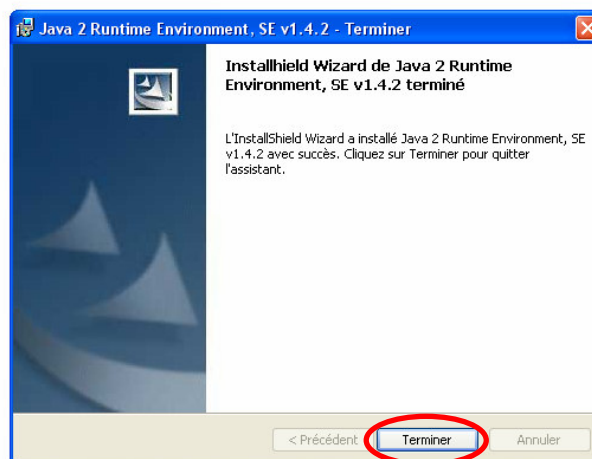 Java 2 Runtime Environment, SE v1.4.2 - Terminer
Installhield Wizard de Java 2 Runtime
Environment, SE v1.4.2 terminé
L'InstallShield Wizard a installé Java 2 Runtime Environment, SE
v1.4.2 avec succès. Cliquez sur Terminer pour quitter
l'assistant.
< Précédent Terminer Annuler